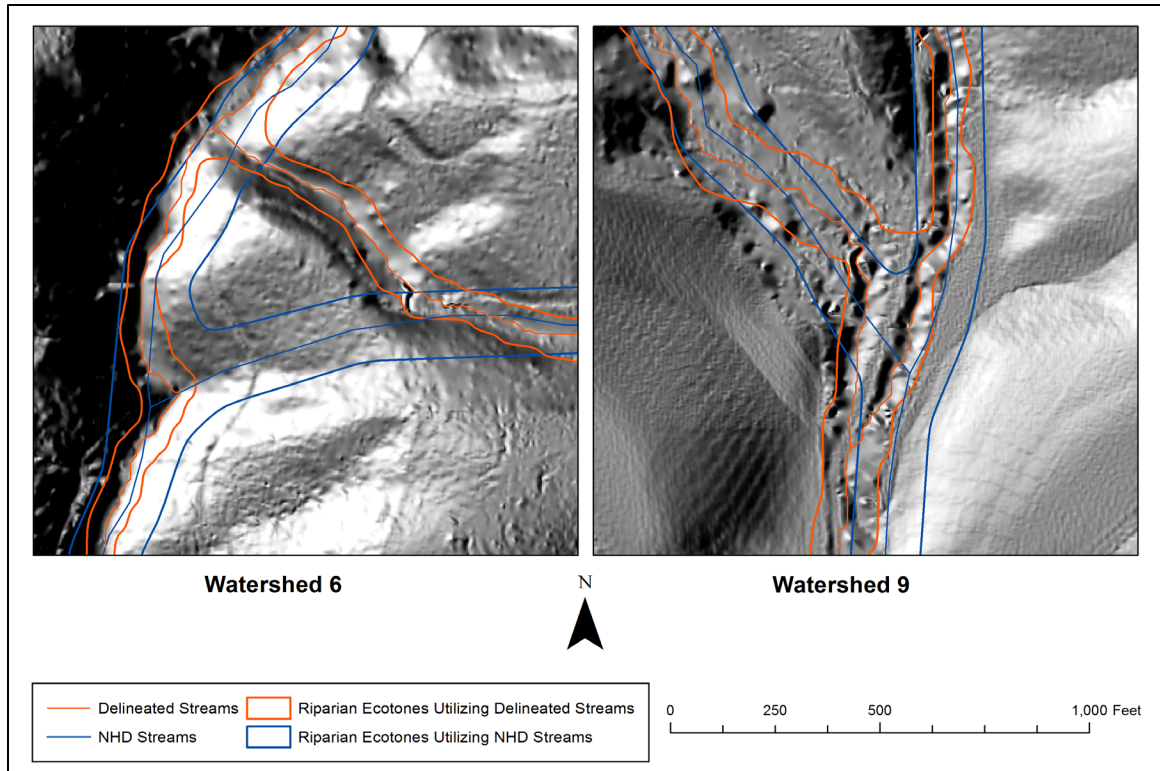 Watershed 6
Watershed 9
N
Delineated Streams
Riparian Ecotones Utilizing Delineated Streams
NHD Streams
Riparian Ecotones Utilizing NHD Streams
0 250 500 1,000 Feet